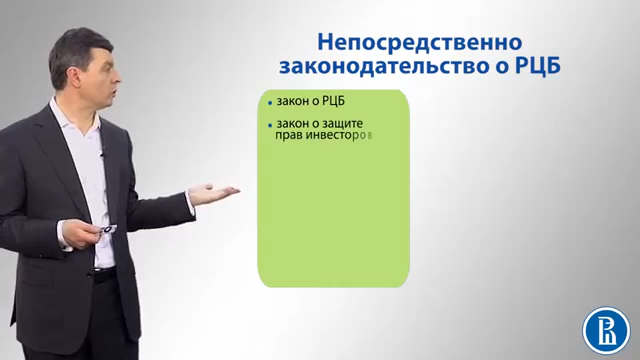 Непосредственно
законодательство о РЦБ
• закон о РЦБ
• закон о защите
прав инвесторов